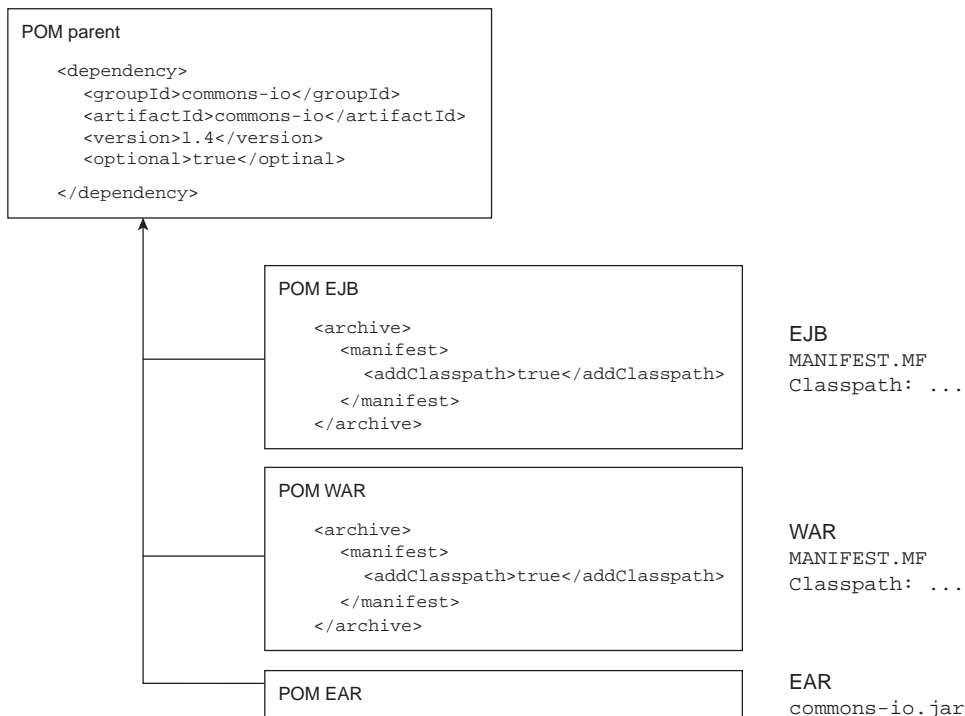 POM parent
<dependency>
<groupId>commons-io</groupId>
<artifactId>commons-io</artifactId>
<version>1.4</version>
<optional>true</optinal>
</dependency>
POM EJB
<archive>
<manifest>
<addClasspath>true</addClasspath>
</manifest>
</archive>
EJB
MANIFEST.MF
Classpath: ...
POM WAR
<archive>
<manifest>
<addClasspath>true</addClasspath>
</manifest>
</archive>
WAR
MANIFEST.MF
Classpath: ...
POM EAR
EAR
commons-io.jar